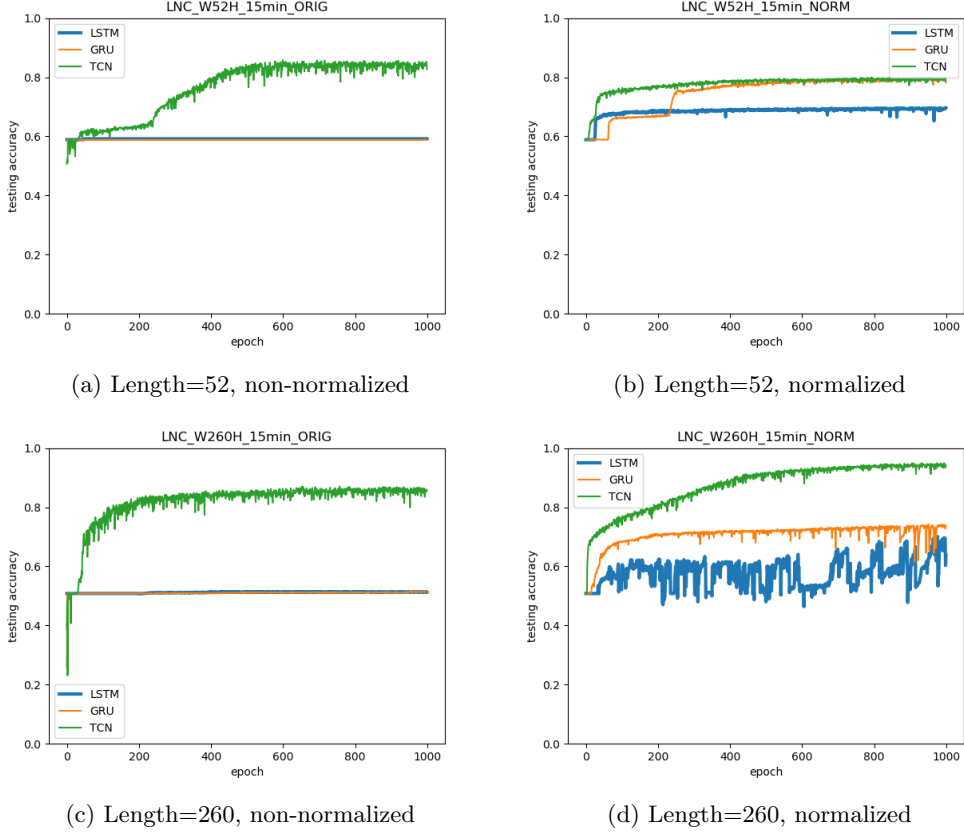 LNC_W52H_15min_ORIG
1.0
0.8
0.6
0.4
0.2
0.0
testing accuracy
LSTM
GRU
TCN
0 200 400 600 800 1000
epoch
(a) Length=52, non-normalized
LNC_W52H_15min_NORM
1.0
0.8
0.6
0.4
0.2
0.0
testing accuracy
LSTM
GRU
TCN
0 200 400 600 800 1000
epoch
(b) Length=52, normalized
LNC_W260H_15min_ORIG
1.0
0.8
0.6
0.4
0.2
0.0
testing accuracy
LSTM
GRU
TCN
0 200 400 600 800 1000
epoch
(c) Length=260, non-normalized
LNC_W260H_15min_NORM
1.0
0.8
0.6
0.4
0.2
0.0
testing accuracy
LSTM
GRU
TCN
0 200 400 600 800 1000
epoch
(d) Length=260, normalized